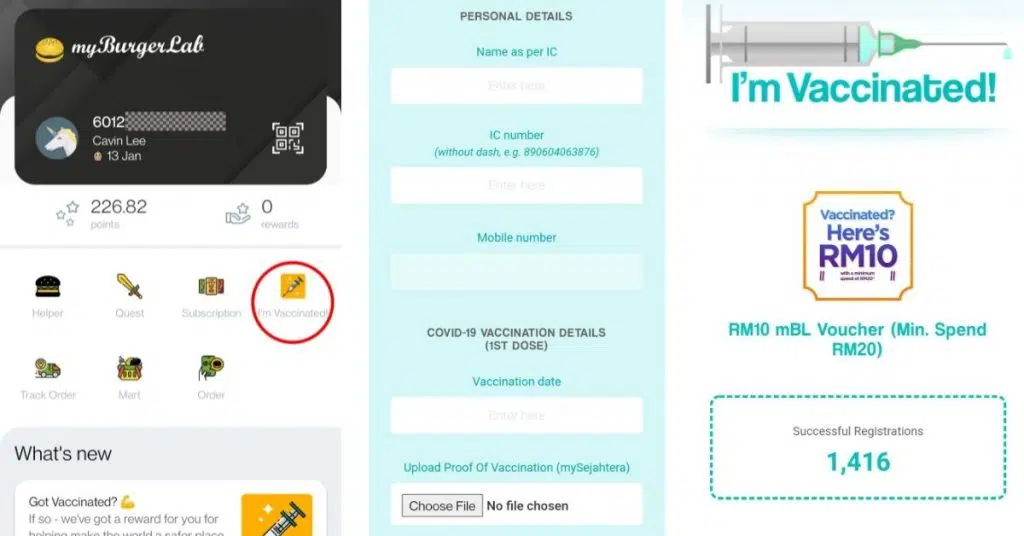 myBurgerLab
6012
Cavin Lee
13 Jan
226.82
points
0
rewards
Helper
Quest
Subscription
I'm Vaccinated!
Track Order
Mart
Order
What's new
Got Vaccinated? 💪
If so - we've got a reward for you for
helping make the world a safer place
PERSONAL DETAILS
Name as per IC
Enter here
IC number
(without dash, e.g. 890604063876)
Enter here
Mobile number
COVID-19 VACCINATION DETAILS
(1ST DOSE)
Vaccination date
Enter here
Upload Proof Of Vaccination (mySejahtera)
Choose File No file chosen
I'm Vaccinated!
Vaccinated?
Here's
RM10
with a minimum
spend of RM20*
RM10 mBL Voucher (Min. Spend
RM20)
Successful Registrations
1,416